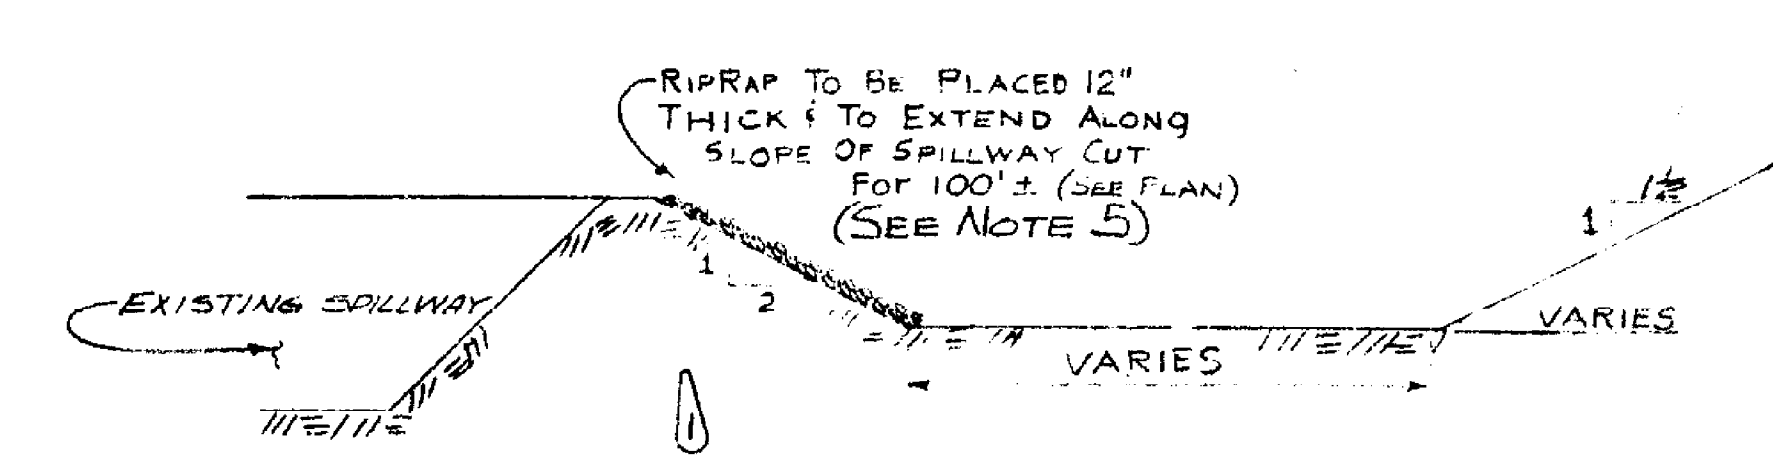 RIPRAP TO BE PLACED 12"
THICK & TO EXTEND ALONG
SLOPE OF SPILLWAY CUT
FOR 100'± (SEE PLAN)
(SEE NOTE 5)
1
1½
1
2
EXISTING SPILLWAY
VARIES
VARIES
1